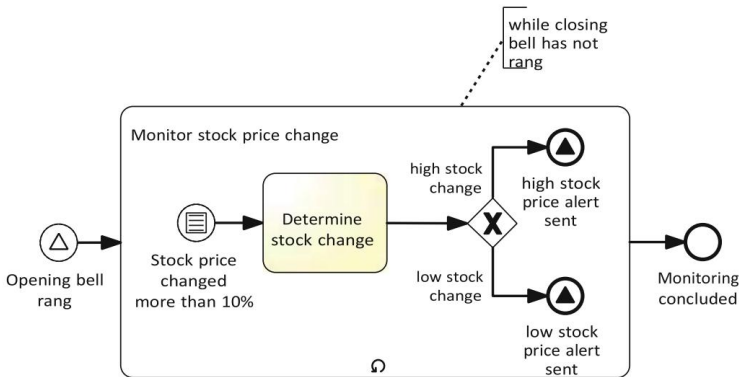 while closing
bell has not
rang
Monitor stock price change
high stock
change
high stock
price alert
sent
Determine
stock change
X
Opening bell
rang
Stock price
changed
more than 10%
low stock
change
low stock
price alert
sent
Monitoring
concluded